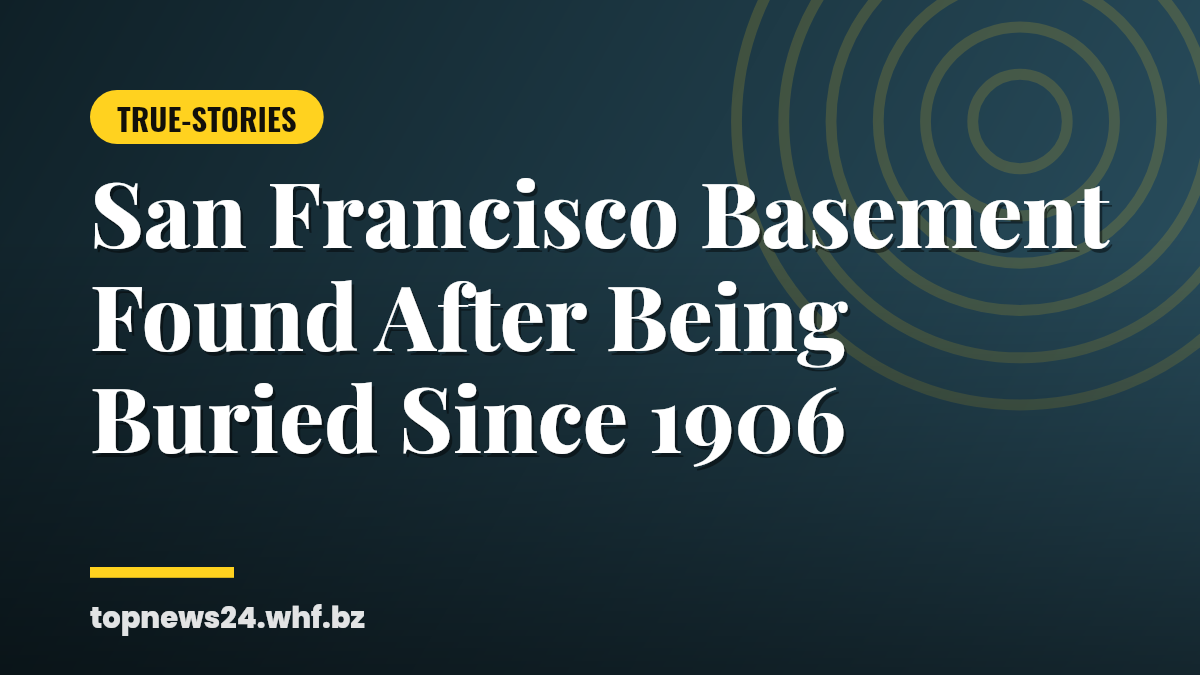 TRUE-STORIES
San Francisco Basement
Found After Being
Buried Since 1906
topnews24.whf.bz